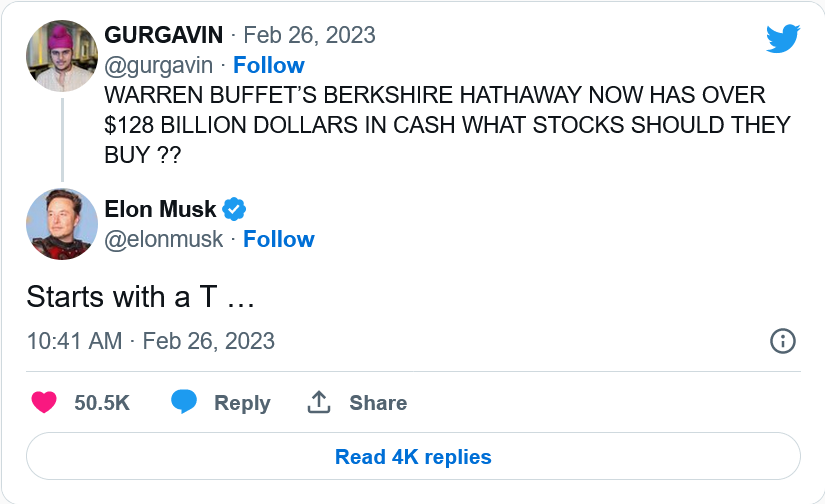 GURGAVIN · Feb 26, 2023
@gurgavin · Follow
WARREN BUFFET’S BERKSHIRE HATHAWAY NOW HAS OVER
$128 BILLION DOLLARS IN CASH WHAT STOCKS SHOULD THEY
BUY ??
Elon Musk
@elonmusk · Follow
Starts with a T …
10:41 AM · Feb 26, 2023
50.5K Reply Share
Read 4K replies